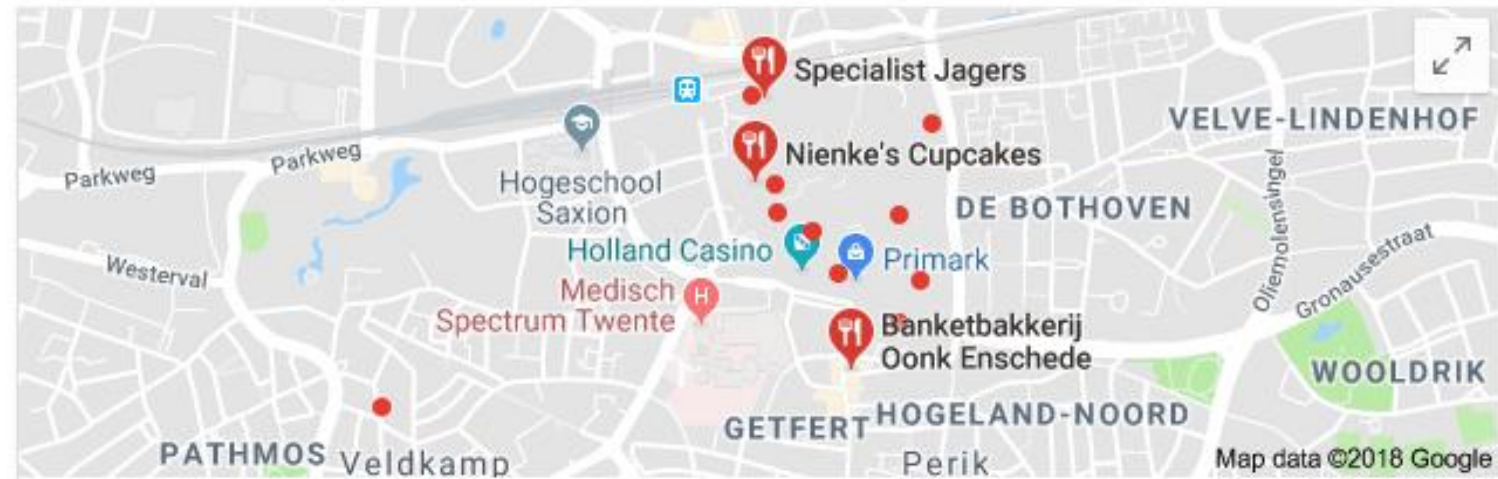 Specialist Jagers
VELVE-LINDENHOF
Nienke's Cupcakes
Parkweg
Parkweg
Hogeschool
Saxion
DE BOTHOVEN
Oliemolensingel
Gronausestraat
Westerval
Holland Casino
Primark
Medisch
Spectrum Twente
H
Banketbakkerij
Oonk Enschede
WOOLDRIK
GETFERT
HOGELAND-NOORD
PATHMOS
Veldkamp
Perik
Map data ©2018 Google